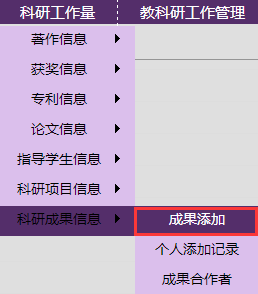 科研工作量 教科研工作管理
著作信息
获奖信息
专利信息
论文信息
指导学生信息
科研项目信息
科研成果信息 成果添加
个人添加记录
成果合作者